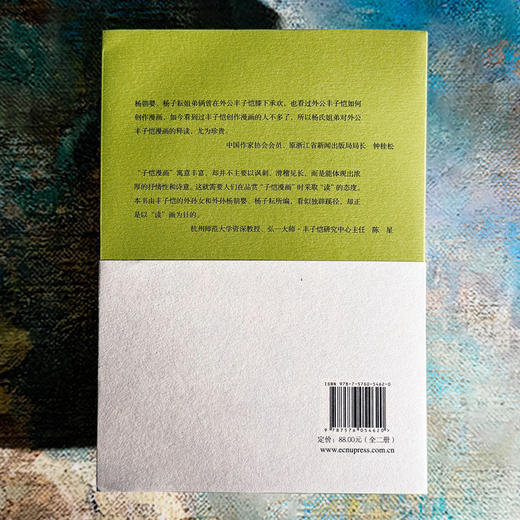 杨朝婴、杨子耘姐弟俩曾在外公丰子恺膝下承欢，也看过外公丰子恺如何
创作漫画，如今看到过丰子恺创作漫画的人不多了，所以杨氏姐弟对外公
丰子恺漫画的释读，尤为珍贵。
中国作家协会会员、原浙江省新闻出版局局长 钟桂松
“子恺漫画”寓意丰富，却并不主要以讽刺、滑稽见长，而是能体现出浓
厚的抒情性和诗意。这就需要人们在品赏“子恺漫画”时采取“读”的态度。
本书由丰子恺的外孙女和外孙杨朝婴、杨子耘所编，看似独辟蹊径，却正
是以“读”画为目的。
杭州师范大学资深教授、弘一大师·丰子恺研究中心主任 陈 星
ISBN 978-7-5760-5462-0
9 787576 054620 >
定价：88.00元（全二册）
www.ecnupress.com.cn